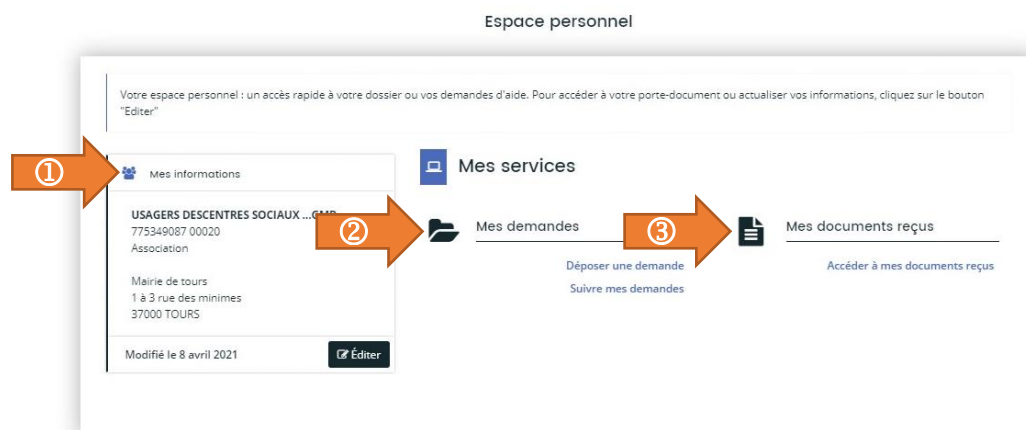 Espace personnel
Votre espace personnel : un accès rapide à votre dossier ou vos demandes d'aide. Pour accéder à votre porte-document ou actualiser vos informations, cliquez sur le bouton
"Editer"
① Mes informations
USAGERS DESCENTRES SOCIAUX ...GMP
775349087 00020
Association
Mairie de tours
1 à 3 rue des minimes
37000 TOURS
Modifié le 8 avril 2021
Éditer
Mes services
② Mes demandes
Déposer une demande
Suivre mes demandes
③ Mes documents reçus
Accéder à mes documents reçus